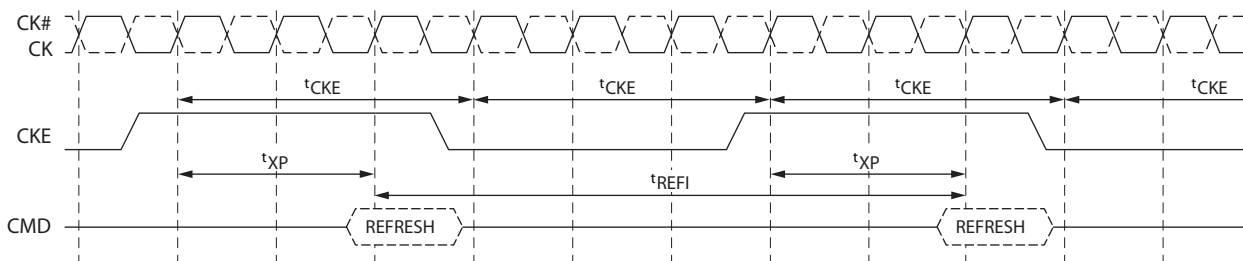 CK#
CK
tCKE tCKE tCKE tCKE
CKE
tXP tXP
tREFI
CMD REFRESH REFRESH